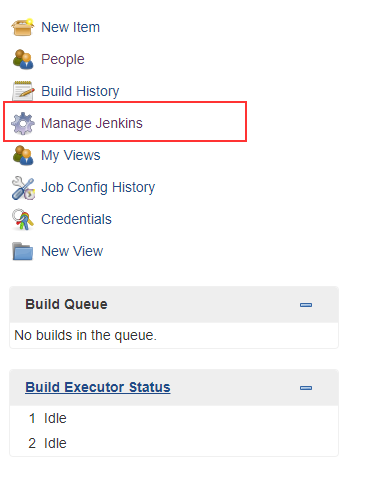 New Item
People
Build History
Manage Jenkins
My Views
Job Config History
Credentials
New View
Build Queue
No builds in the queue.
Build Executor Status
1 Idle
2 Idle